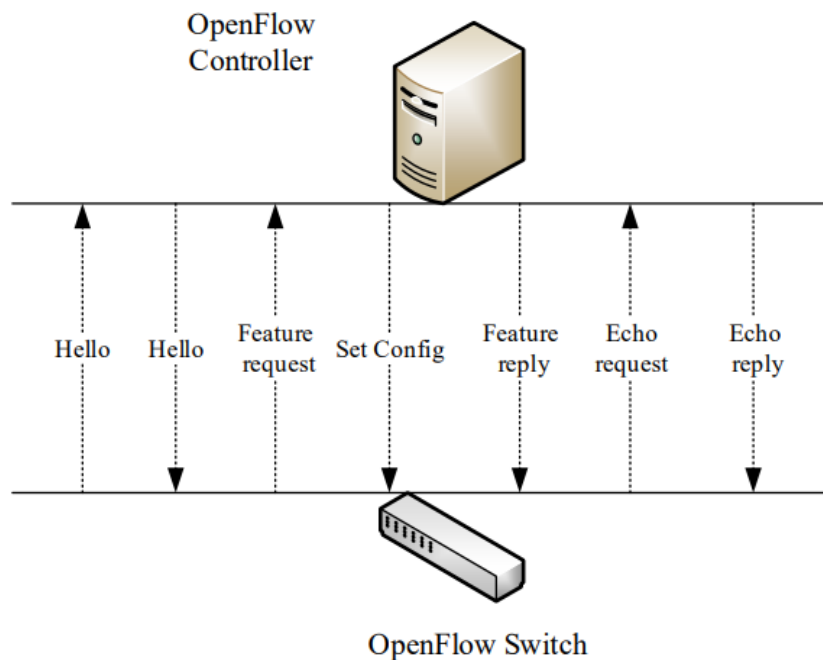 OpenFlow
Controller
Hello
Hello
Feature
request
Set Config
Feature
reply
Echo
request
Echo
reply
OpenFlow Switch